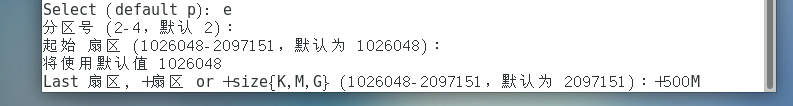 Select (default p): e
分区号 (2-4，默认 2)：
起始 扇区 (1026048-2097151，默认为 1026048)：
将使用默认值 1026048
Last 扇区, +扇区 or +size{K,M,G} (1026048-2097151，默认为 2097151)：+500M